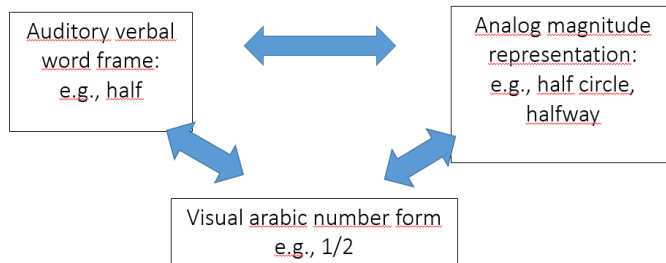 Auditory verbal
word frame:
e.g., half
Analog magnitude
representation:
e.g., half circle,
halfway
Visual arabic number form
e.g., 1/2